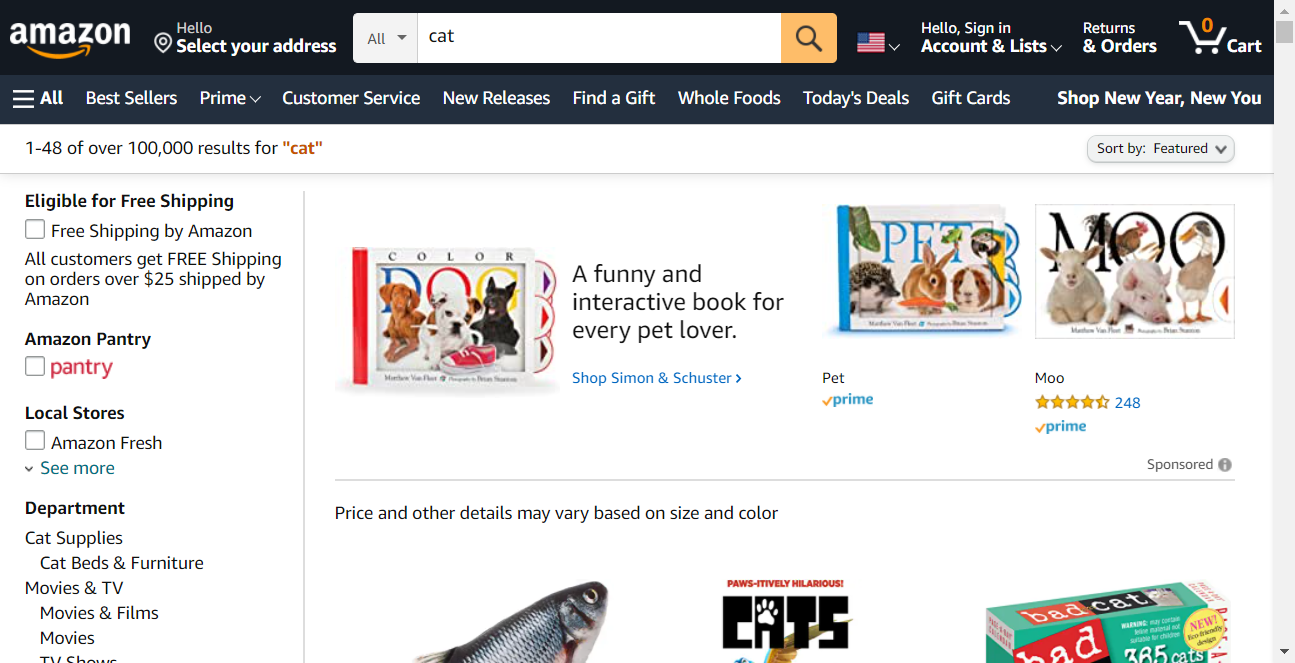 amazon
Hello
Select your address
All
cat
Hello, Sign in
Account & Lists
Returns
& Orders
0
Cart
All
Best Sellers
Prime
Customer Service
New Releases
Find a Gift
Whole Foods
Today's Deals
Gift Cards
Shop New Year, New You
1-48 of over 100,000 results for "cat"
Sort by: Featured
Eligible for Free Shipping
Free Shipping by Amazon
All customers get FREE Shipping
on orders over $25 shipped by
Amazon
Amazon Pantry
pantry
Local Stores
Amazon Fresh
See more
Department
Cat Supplies
Cat Beds & Furniture
Movies & TV
Movies & Films
Movies
TV Shows
COLOR
DOG
Matthew Van Fleet Photography by Brian Stanton
A funny and
interactive book for
every pet lover.
Shop Simon & Schuster
PET
Matthew Van Fleet Photography by Brian Stanton
Pet
prime
MOO
Matthew Van Fleet Photography by Brian Stanton
Moo
248
prime
Sponsored
Price and other details may vary based on size and color
PAWS-ITIVELY HILARIOUS!
CATS
bad cat
bad
365 cats
WARNING: may contain
NEW!
Eco-friendly
design